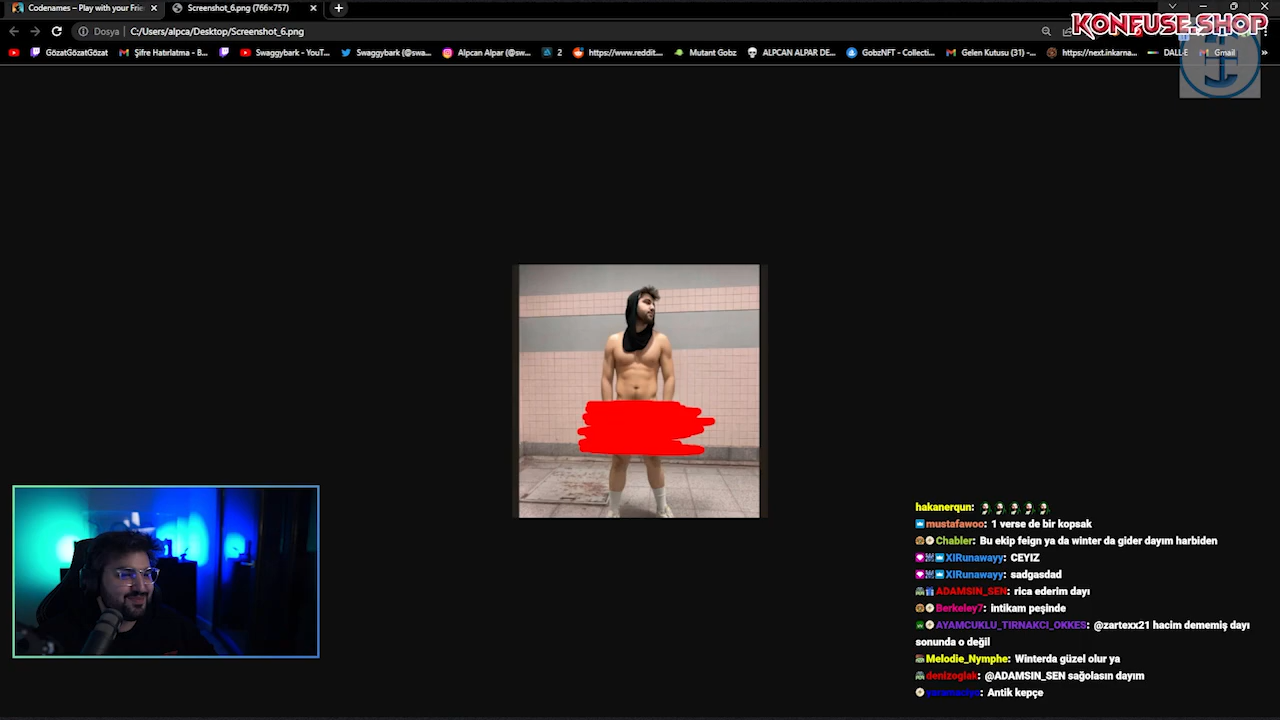 Codenames – Play with your Frie
Screenshot_6.png (766×757)
KONFUSE SHOP
Dosya
C:/Users/alpca/Desktop/Screenshot_6.png
GözatGözatGözat
Şifre Hatırlatma - B...
Swaggybark - YouT...
Swaggybark (@swa...
Alpcan Alpar (@sw...
2
https://www.reddit...
Mutant Gobz
ALPCAN ALPAR DE...
GobzNFT - Collecti...
Gelen Kutusu (31) -...
https://next.inkarna...
DALL·E
Gmail
hakanerqun:
mustafawoo: 1 verse de bir kopsak
Chabler: Bu ekip feign ya da winter da gider dayım harbiden
XIRunawayy: CEYIZ
XIRunawayy: sadgasdad
ADAMSIN_SEN: rica ederim dayı
Berkeley7: intikam peşinde
AYAMCUKLU_TIRNAKCI_OKKES: @zartexx21 hacim dememiş dayı
sonunda o değil
Melodie_Nymphe: Winterda güzel olur ya
denizoglak: @ADAMSIN_SEN sağolasın dayım
Antik kepçe